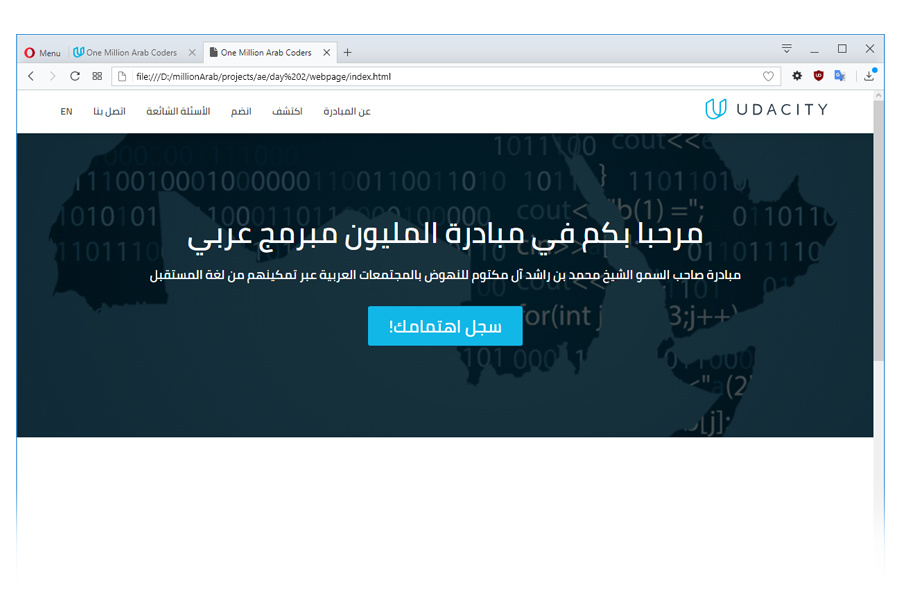 Menu
One Million Arab Coders
One Million Arab Coders
file:///D:/millionArab/projects/ae/day%202/webpage/index.html
UDACITY
عن المبادرة
اكتشف
انضم
الأسئلة الشائعة
اتصل بنا
EN
مرحبا بكم في مبادرة المليون مبرمج عربي
مبادرة صاحب السمو الشيخ محمد بن راشد آل مكتوم للنهوض بالمجتمعات العربية عبر تمكينهم من لغة المستقبل
سجل اهتمامك!